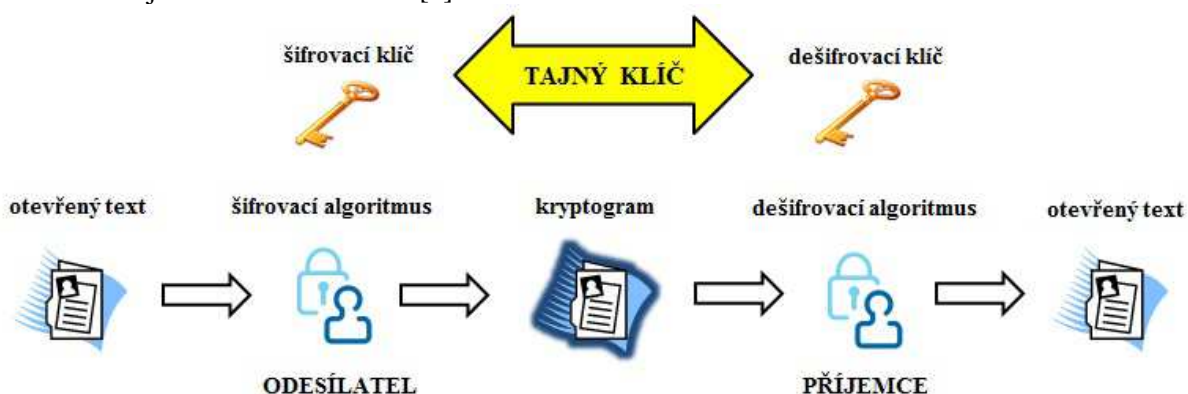 šifrovací klíč
TAJNÝ KLÍČ
dešifrovací klíč
otevřený text
šifrovací algoritmus
kryptogram
dešifrovací algoritmus
otevřený text
ODESÍLATEL
PŘÍJEMCE